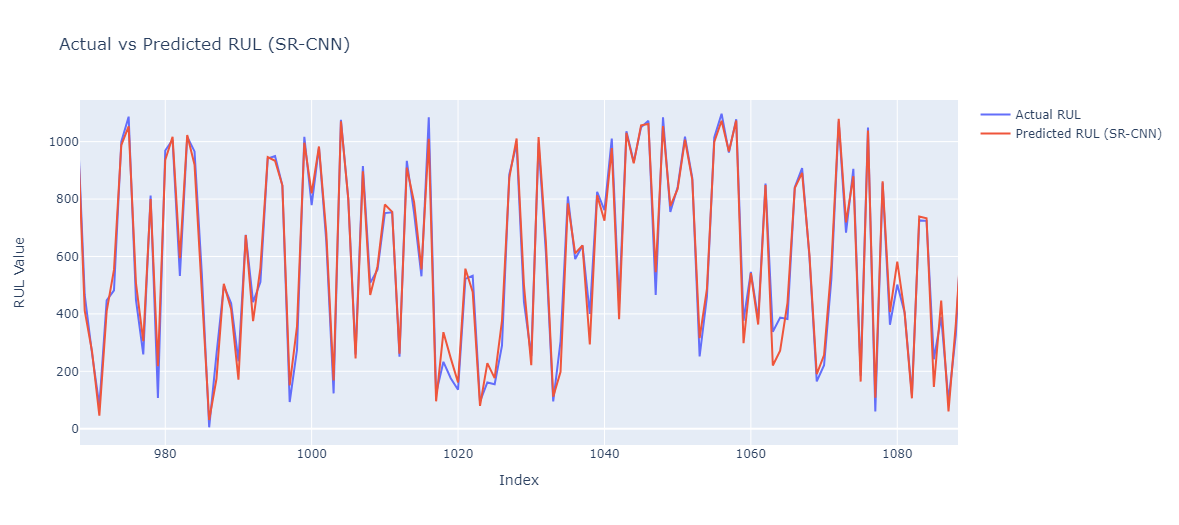 Actual vs Predicted RUL (SR-CNN)
Actual RUL
Predicted RUL (SR-CNN)
RUL Value
1000
800
600
400
200
0
980
1000
1020
1040
1060
1080
Index